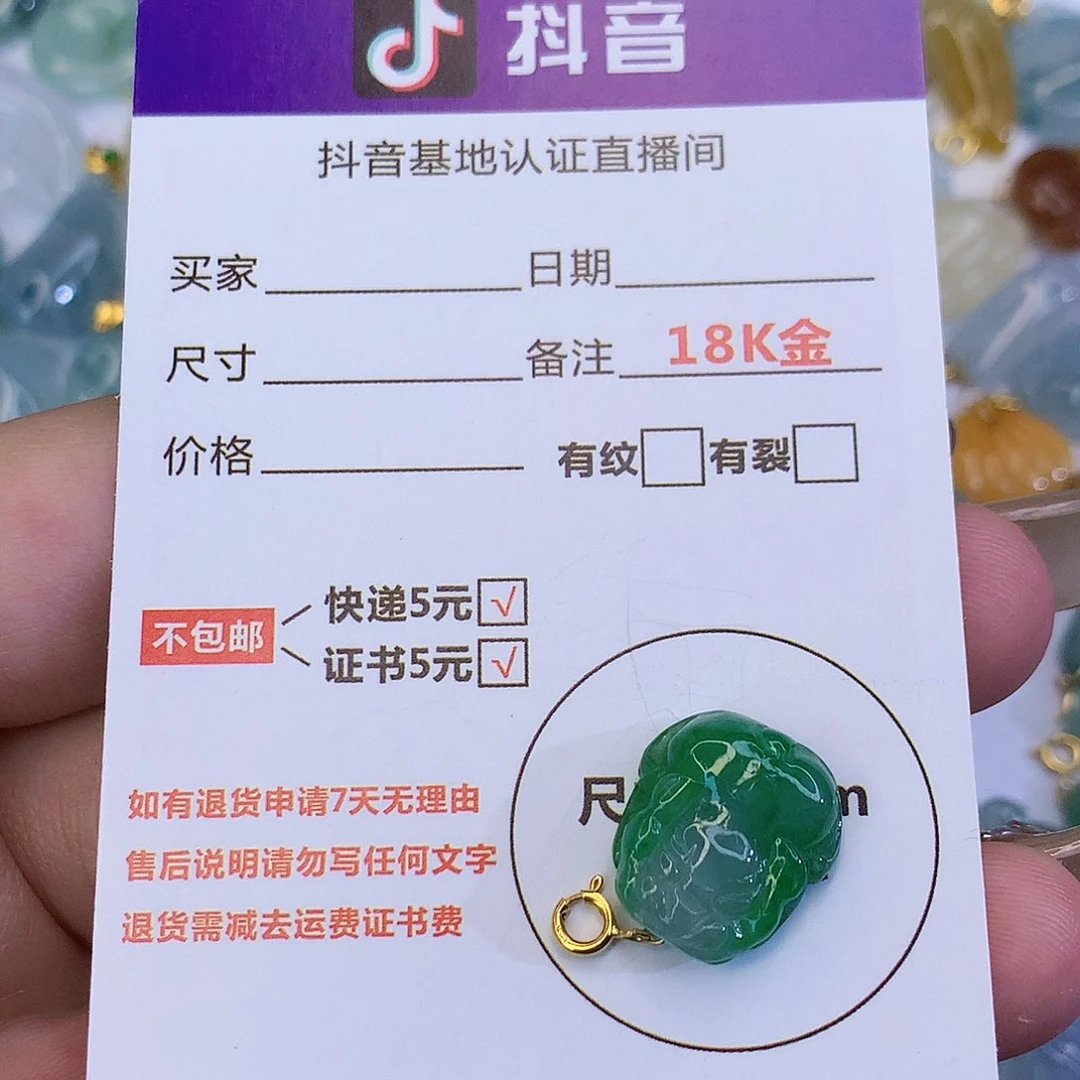 抖音
抖音基地认证直播间
买家 日期
尺寸 备注 18K金
价格 有纹 有裂
不包邮 快递5元 √
证书5元 √
尺 m
如有退货申请7天无理由
售后说明请勿写任何文字
退货需减去运费证书费